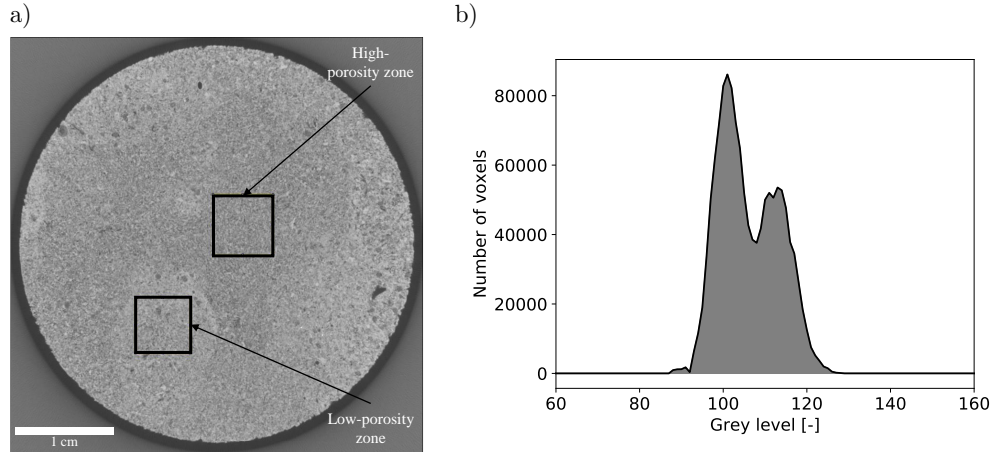 a)
High-
porosity zone
Low-porosity
zone
1 cm
b)
Number of voxels
80000
60000
40000
20000
0
60 80 100 120 140 160
Grey level [-]